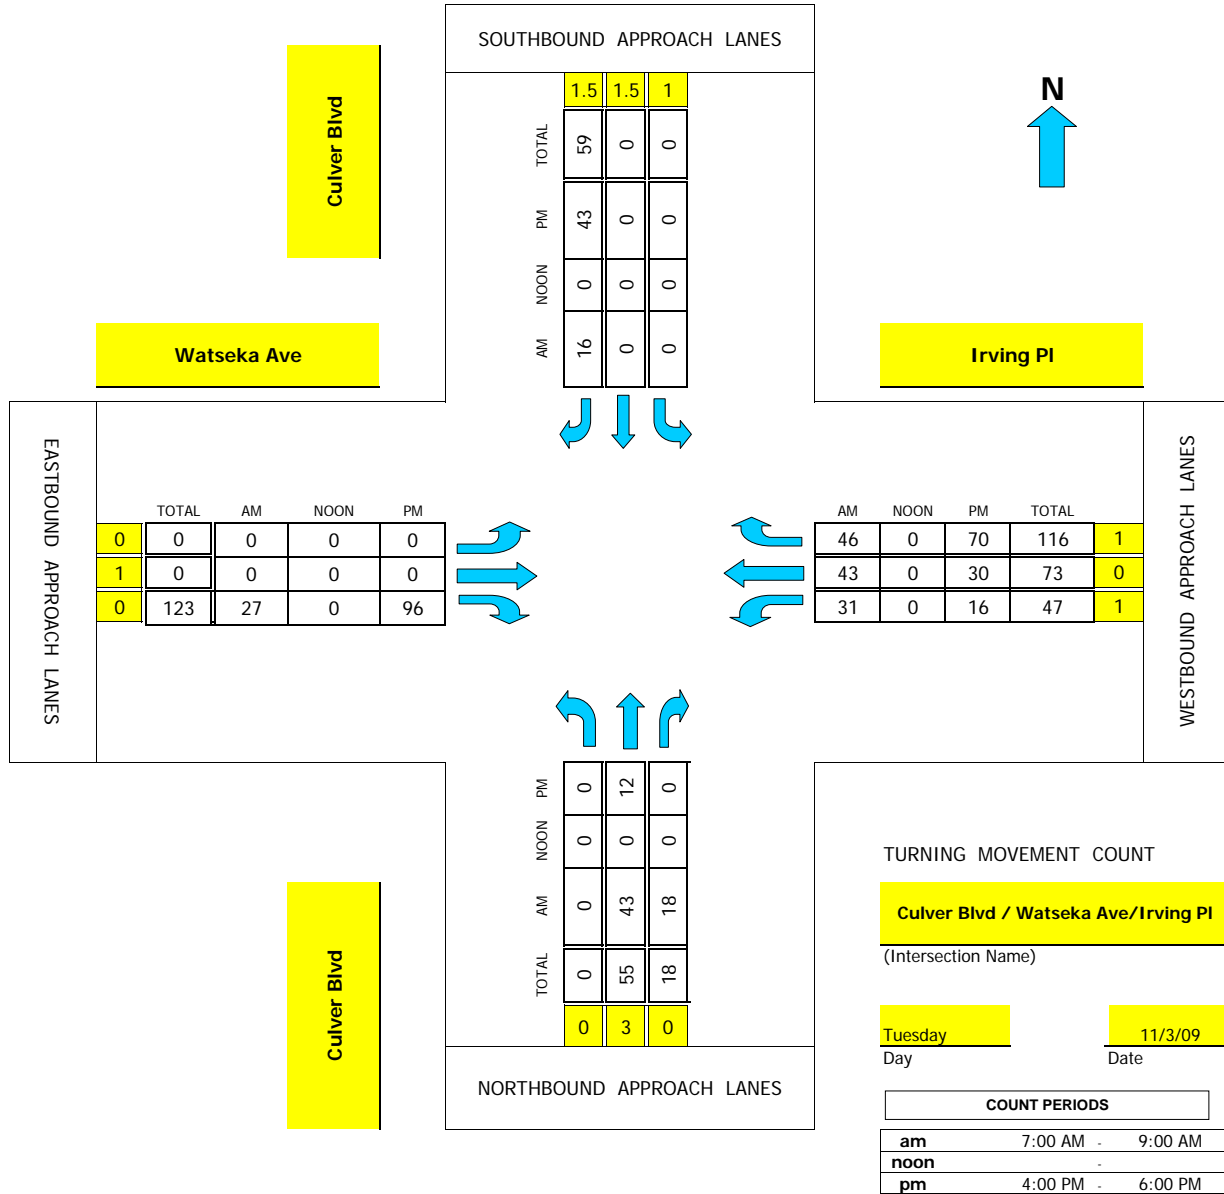 SOUTHBOUND APPROACH LANES
1.5 1.5 1
TOTAL 59 0 0
PM 43 0 0
NOON 0 0 0
AM 16 0 0
Culver Blvd
N
Watseka Ave
Irving Pl
EASTBOUND APPROACH LANES
TOTAL AM NOON PM
0 0 0 0 0
1 0 0 0 0
0 123 27 0 96
AM NOON PM TOTAL
46 0 70 116 1
43 0 30 73 0
31 0 16 47 1
WESTBOUND APPROACH LANES
PM 0 12 0
NOON 0 0 0
AM 0 43 18
TOTAL 0 55 18
0 3 0
NORTHBOUND APPROACH LANES
Culver Blvd
TURNING MOVEMENT COUNT
Culver Blvd / Watseka Ave/Irving Pl
(Intersection Name)
Tuesday 11/3/09
Day Date
COUNT PERIODS
am 7:00 AM - 9:00 AM
noon -
pm 4:00 PM - 6:00 PM